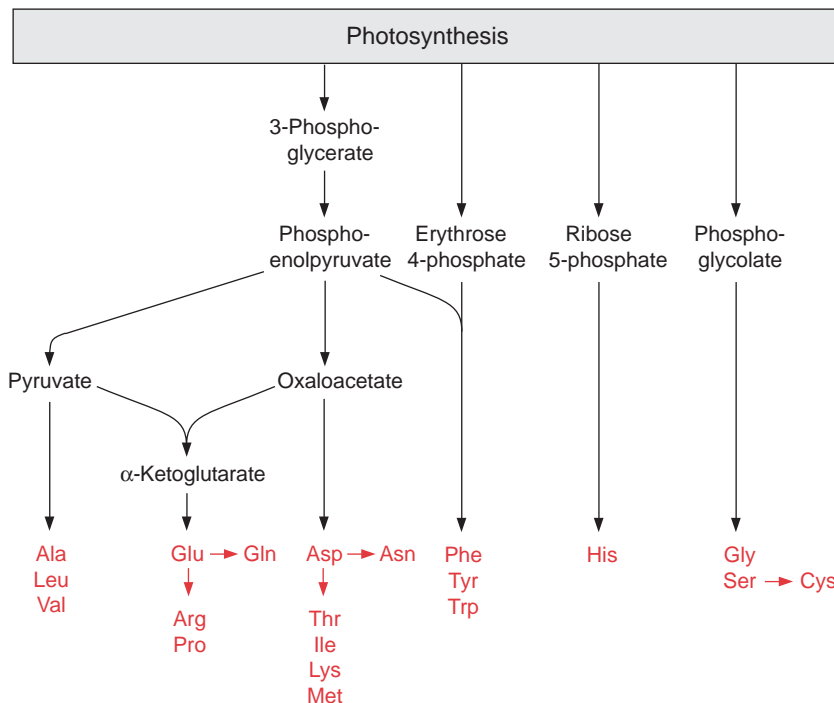 Photosynthesis
3-Phospho-
glycerate
Phospho-
enolpyruvate
Erythrose
4-phosphate
Ribose
5-phosphate
Phospho-
glycolate
Pyruvate
Oxaloacetate
α-Ketoglutarate
Ala
Leu
Val
Glu
Gln
Arg
Pro
Asp
Asn
Thr
Ile
Lys
Met
Phe
Tyr
Trp
His
Gly
Ser
Cys